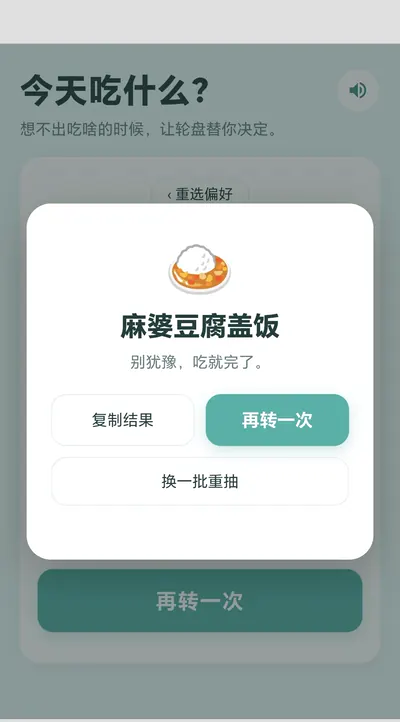 今天吃什么?
想不出吃啥的时候，让轮盘替你决定。
‹ 重选偏好
麻婆豆腐盖饭
别犹豫，吃就完了。
复制结果
再转一次
换一批重抽
再转一次